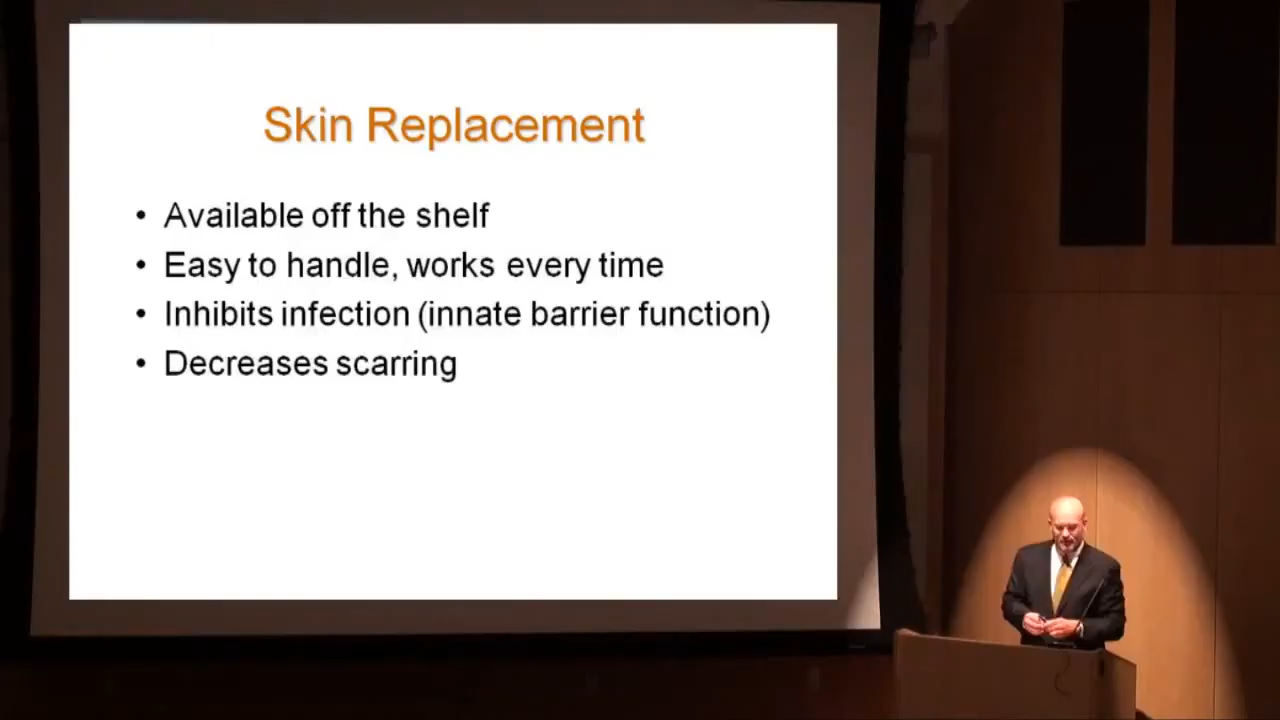 Skin Replacement
• Available off the shelf
• Easy to handle, works every time
• Inhibits infection (innate barrier function)
• Decreases scarring